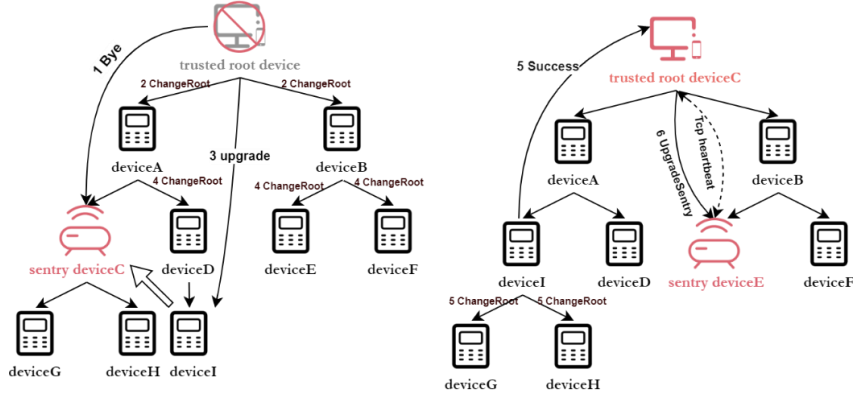 1 Bye
trusted root device
2 ChangeRoot
2 ChangeRoot
3 upgrade
deviceA
deviceB
4 ChangeRoot
4 ChangeRoot
4 ChangeRoot
sentry deviceC
deviceD
deviceE
deviceF
deviceG
deviceH
deviceI
5 Success
trusted root deviceC
6 UpgradeSentry
Tcp heartbeat
deviceA
deviceB
deviceI
deviceD
sentry deviceE
deviceF
5 ChangeRoot
5 ChangeRoot
deviceG
deviceH